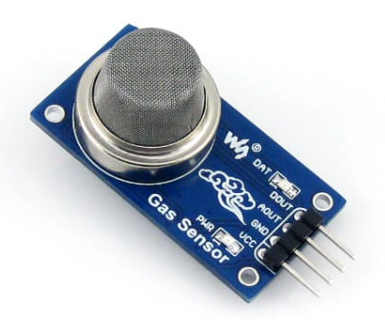 DAT
DOUT
AOUT
GND
VCC
PWR
Gas Sensor